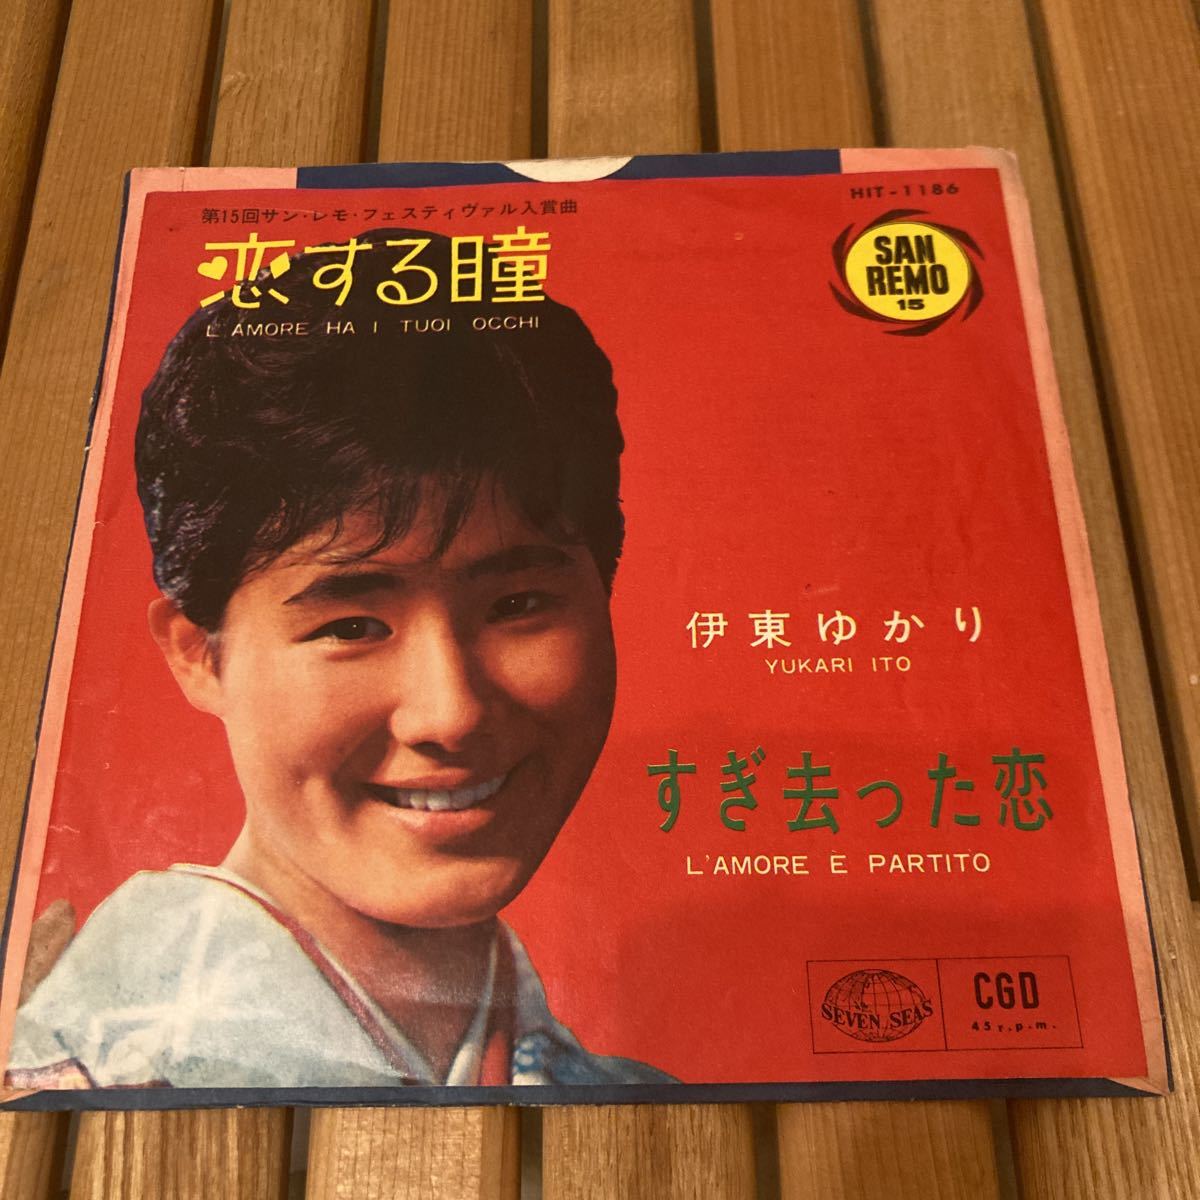 HIT-1186
第15回サン・レモ・フェスティヴァル入賞曲
恋する瞳
L'AMORE HA I TUOI OCCHI
SAN
REMO
15
伊東ゆかり
YUKARI ITO
すぎ去った恋
L'AMORE È PARTITO
SEVEN SEAS
CGD
45 r.p.m.